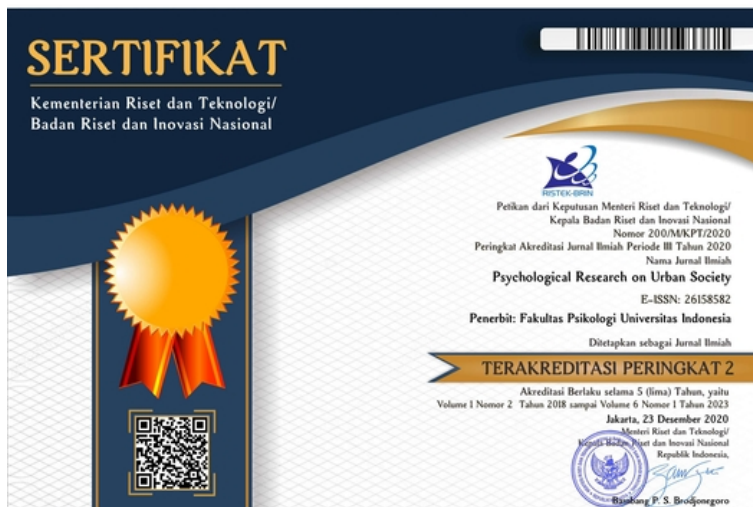 SERTIFIKAT
Kementerian Riset dan Teknologi/
Badan Riset dan Inovasi Nasional
RISTEK-BRIN
Petikan dari Keputusan Menteri Riset dan Teknologi/
Kepala Badan Riset dan Inovasi Nasional
Nomor 200/M/KPT/2020
Peringkat Akreditasi Jurnal Ilmiah Periode III Tahun 2020
Nama Jurnal Ilmiah
Psychological Research on Urban Society
E-ISSN: 26158582
Penerbit: Fakultas Psikologi Universitas Indonesia
Ditetapkan sebagai Jurnal Ilmiah
TERAKREDITASI PERINGKAT 2
Akreditasi Berlaku selama 5 (lima) Tahun, yaitu
Volume 1 Nomor 2 Tahun 2018 sampai Volume 6 Nomor 1 Tahun 2023
Jakarta, 23 Desember 2020
Menteri Riset dan Teknologi/
Kepala Badan Riset dan Inovasi Nasional
Republik Indonesia,
Bambang P. S. Brodjonegoro